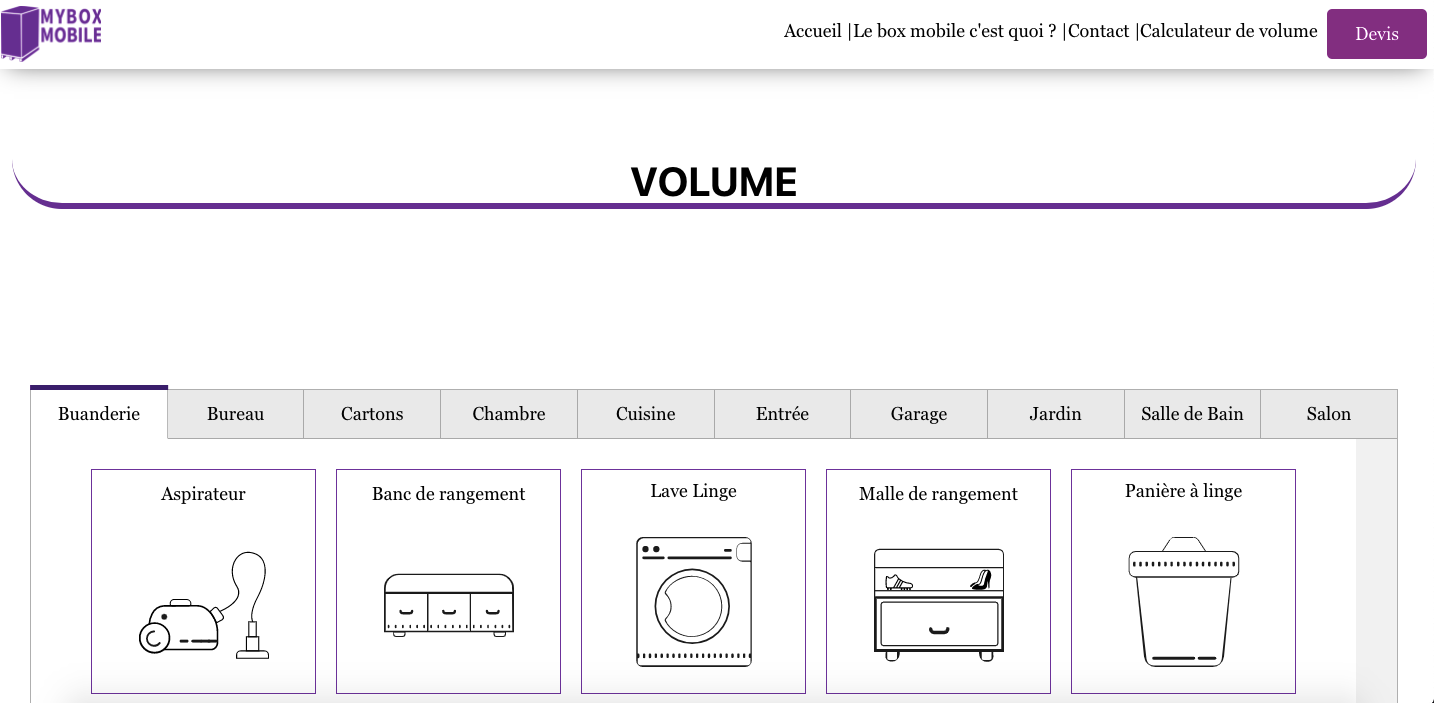 MYBOX
MOBILE
Accueil |Le box mobile c'est quoi ? |Contact |Calculateur de volume
Devis
VOLUME
Buanderie
Bureau
Cartons
Chambre
Cuisine
Entrée
Garage
Jardin
Salle de Bain
Salon
Aspirateur
Banc de rangement
Lave Linge
Malle de rangement
Panière à linge